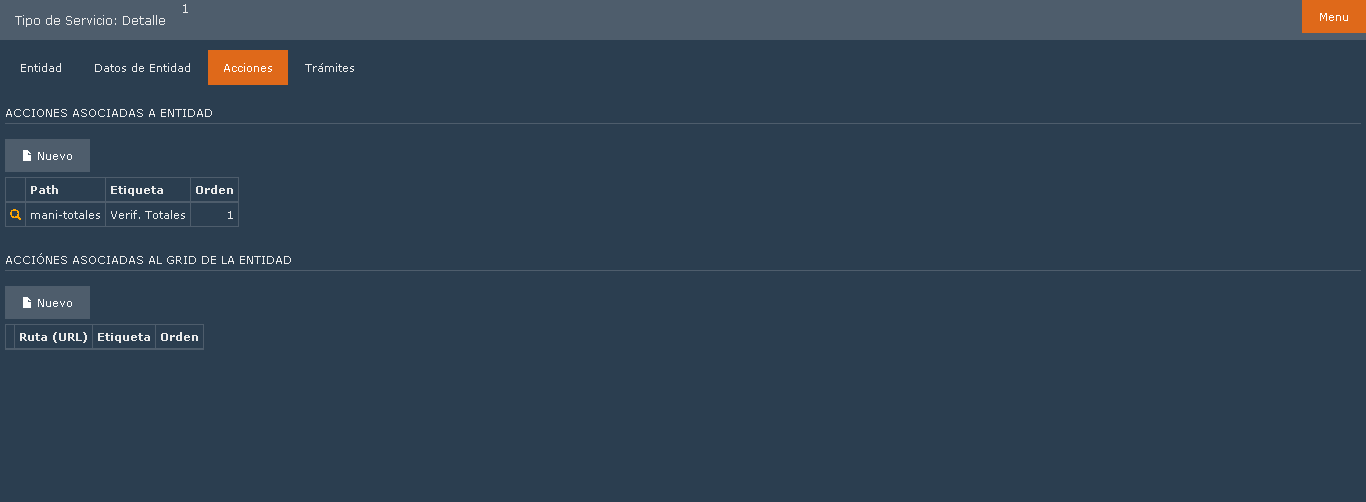 Tipo de Servicio: Detalle 1 Menu
Entidad Datos de Entidad Acciones Trámites
ACCIONES ASOCIADAS A ENTIDAD
Nuevo
Path Etiqueta Orden
mani-totales Verif. Totales 1
ACCIÓNES ASOCIADAS AL GRID DE LA ENTIDAD
Nuevo
Ruta (URL) Etiqueta Orden